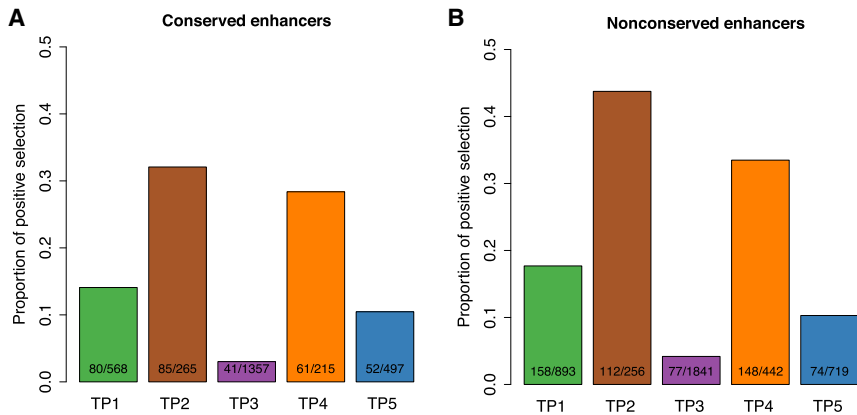 A
Conserved enhancers
Proportion of positive selection
0.5
0.4
0.3
0.2
0.1
0.0
80/568
85/265
41/1357
61/215
52/497
TP1
TP2
TP3
TP4
TP5
B
Nonconserved enhancers
Proportion of positive selection
0.5
0.4
0.3
0.2
0.1
0.0
158/893
112/256
77/1841
148/442
74/719
TP1
TP2
TP3
TP4
TP5